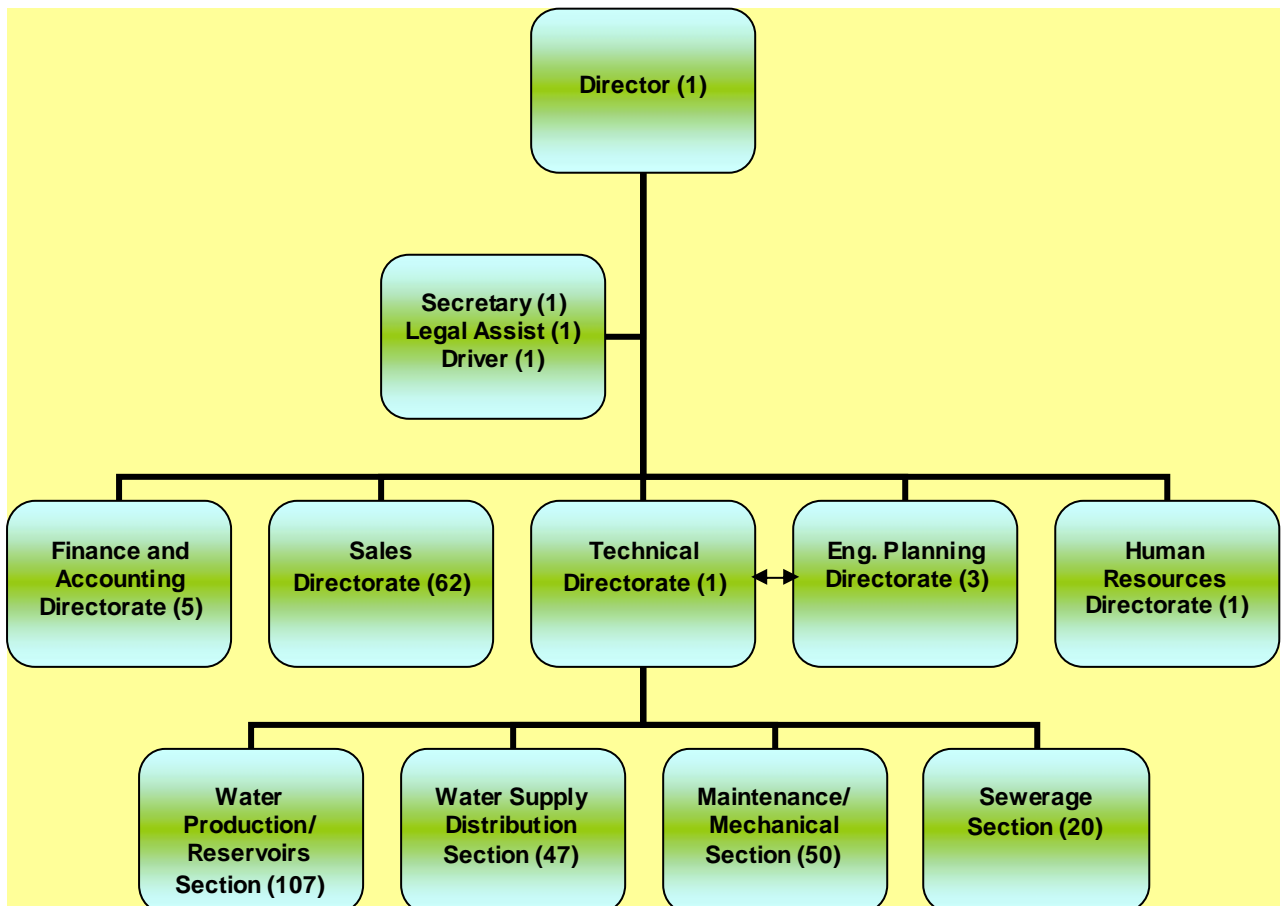 Director (1)
Secretary (1)
Legal Assist (1)
Driver (1)
Finance and
Accounting
Directorate (5)
Sales
Directorate (62)
Technical
Directorate (1)
Eng. Planning
Directorate (3)
Human
Resources
Directorate (1)
Water
Production/
Reservoirs
Section (107)
Water Supply
Distribution
Section (47)
Maintenance/
Mechanical
Section (50)
Sewerage
Section (20)